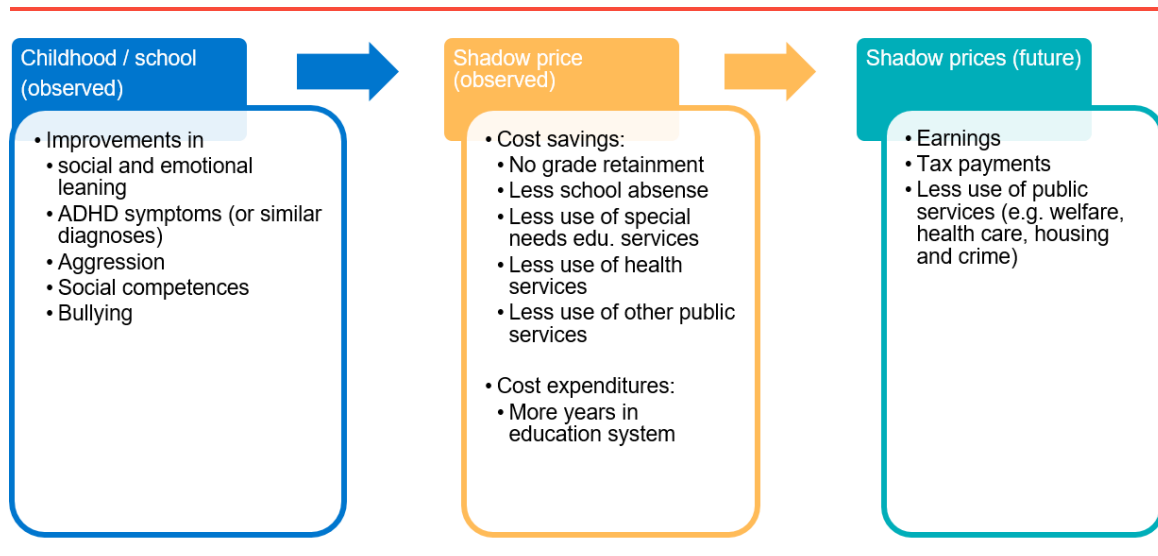 Childhood / school
(observed)
• Improvements in
• social and emotional
leaning
• ADHD symptoms (or similar
diagnoses)
• Aggression
• Social competences
• Bullying
Shadow price
(observed)
• Cost savings:
• No grade retainment
• Less school absense
• Less use of special
needs edu. services
• Less use of health
services
• Less use of other public
services
• Cost expenditures:
• More years in
education system
Shadow prices (future)
• Earnings
• Tax payments
• Less use of public
services (e.g. welfare,
health care, housing
and crime)